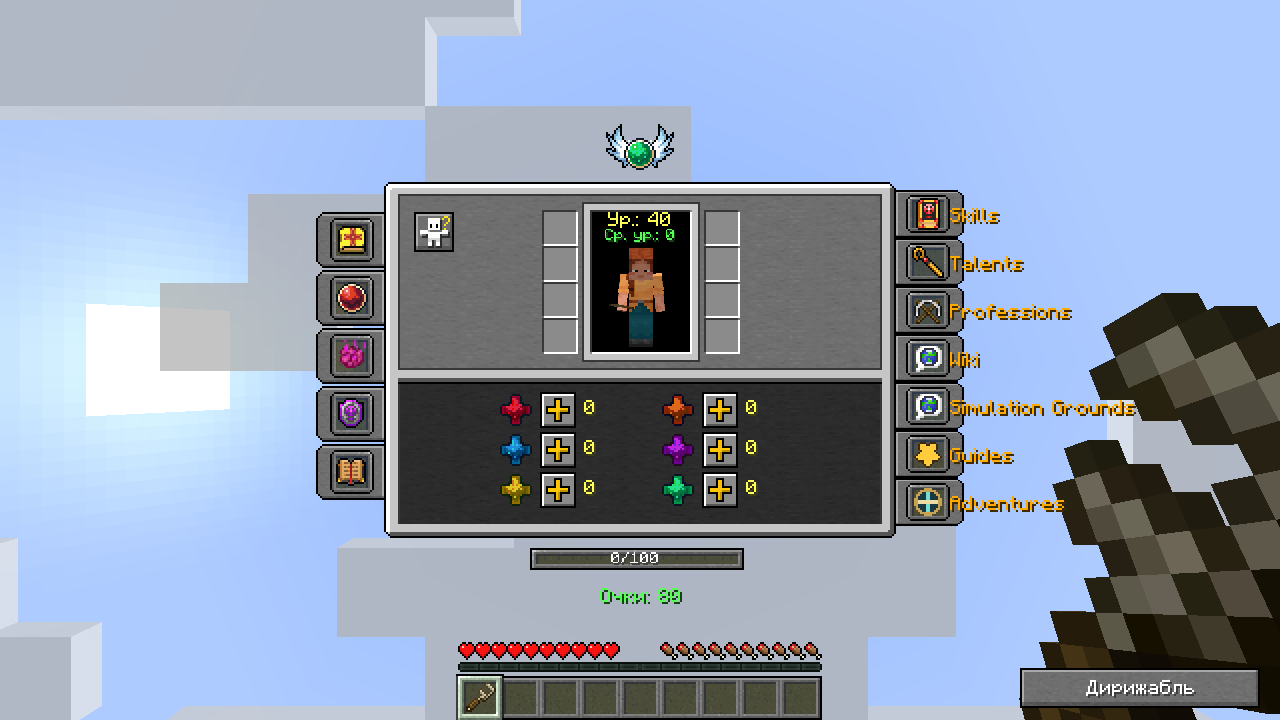 Ур.: 40
Ср. ур.: 0
Skills
Talents
Professions
Wiki
Simulation Grounds
Guides
Adventures
0 0
0 0
0 0
0/100
Очки: 80
Дирижабль